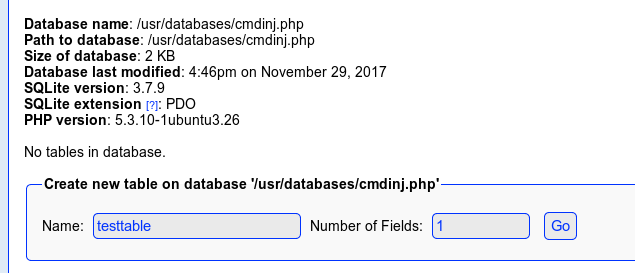 Database name: /usr/databases/cmdinj.php
Path to database: /usr/databases/cmdinj.php
Size of database: 2 KB
Database last modified: 4:46pm on November 29, 2017
SQLite version: 3.7.9
SQLite extension [?]: PDO
PHP version: 5.3.10-1ubuntu3.26
No tables in database.
Create new table on database '/usr/databases/cmdinj.php'
Name: testtable Number of Fields: 1 Go